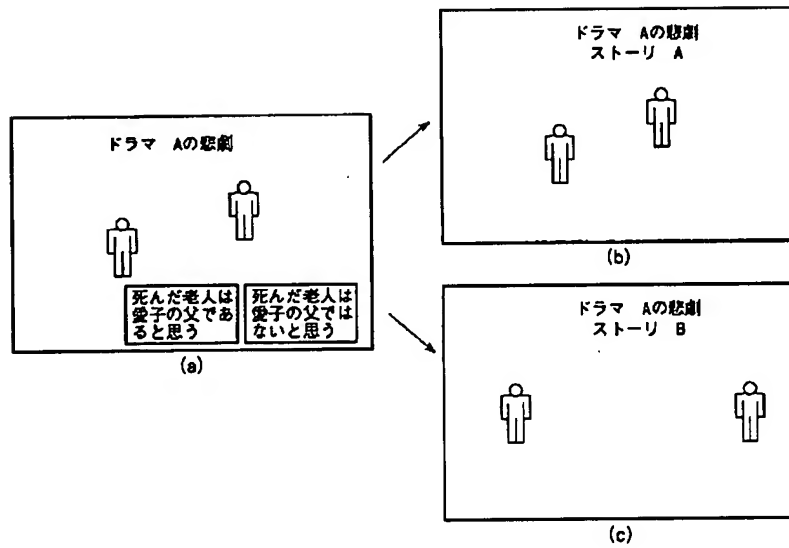 ドラマ Aの悲劇
死んだ老人は
愛子の父であ
ると思う
死んだ老人は
愛子の父では
ないと思う
(a)
ドラマ Aの悲劇
ストーリ A
(b)
ドラマ Aの悲劇
ストーリ B
(c)